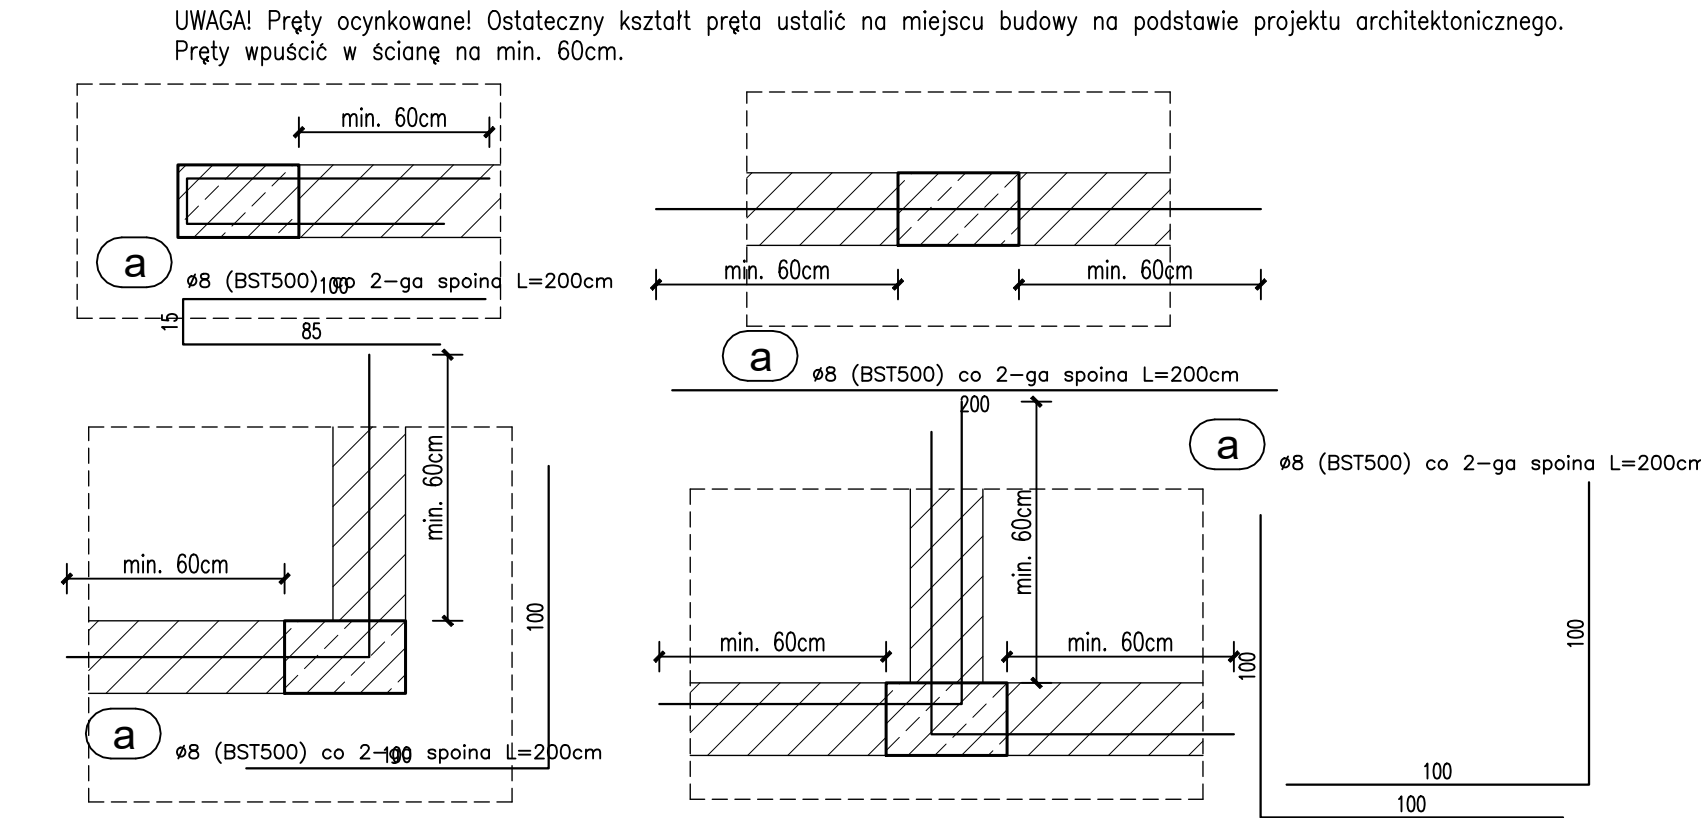 UWAGA! Pręty ocynkowane! Ostateczny kształt pręta ustalić na miejscu budowy na podstawie projektu architektonicznego.
Pręty wpuścić w ścianę na min. 60cm.
min. 60cm
a
ø8 (BST500) co 2-ga spoina L=200cm
100
15
85
min. 60cm
min. 60cm
a
ø8 (BST500) co 2-ga spoina L=200cm
200
min. 60cm
min. 60cm
100
a
ø8 (BST500) co 2-ga spoina L=200cm
100
min. 60cm
min. 60cm
min. 60cm
a
ø8 (BST500) co 2-ga spoina L=200cm
100
100
100
100